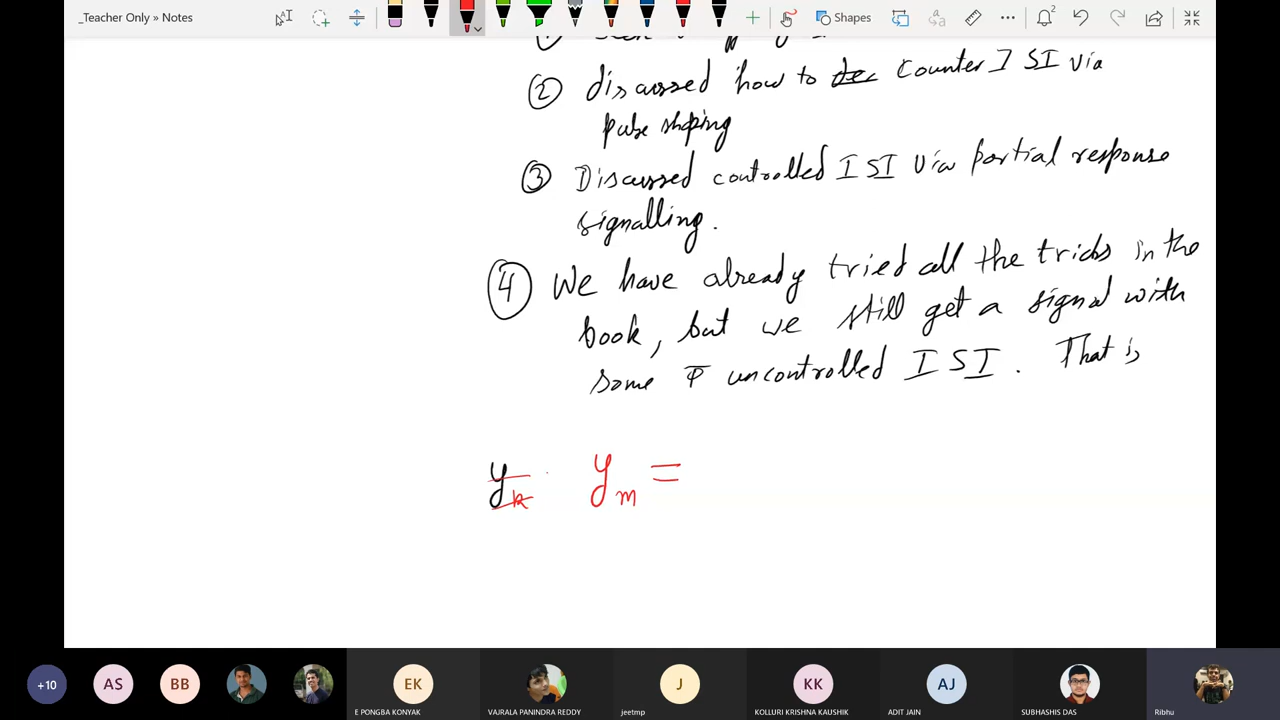 _Teacher Only » Notes
Shapes
② discussed how to dec counter ISI via
pulse shaping
③ Discussed controlled ISI via partial response
signalling.
④ We have already tried all the tricks in the
book, but we still get a signal with
some uncontrolled ISI. That is
y_k y_m =
+10 AS BB EK J KK AJ
E PONGBA KONYAK VAJRALA PANINDRA REDDY jeetmp KOLLURI KRISHNA KAUSHIK ADIT JAIN SUBHASHIS DAS Ribhu